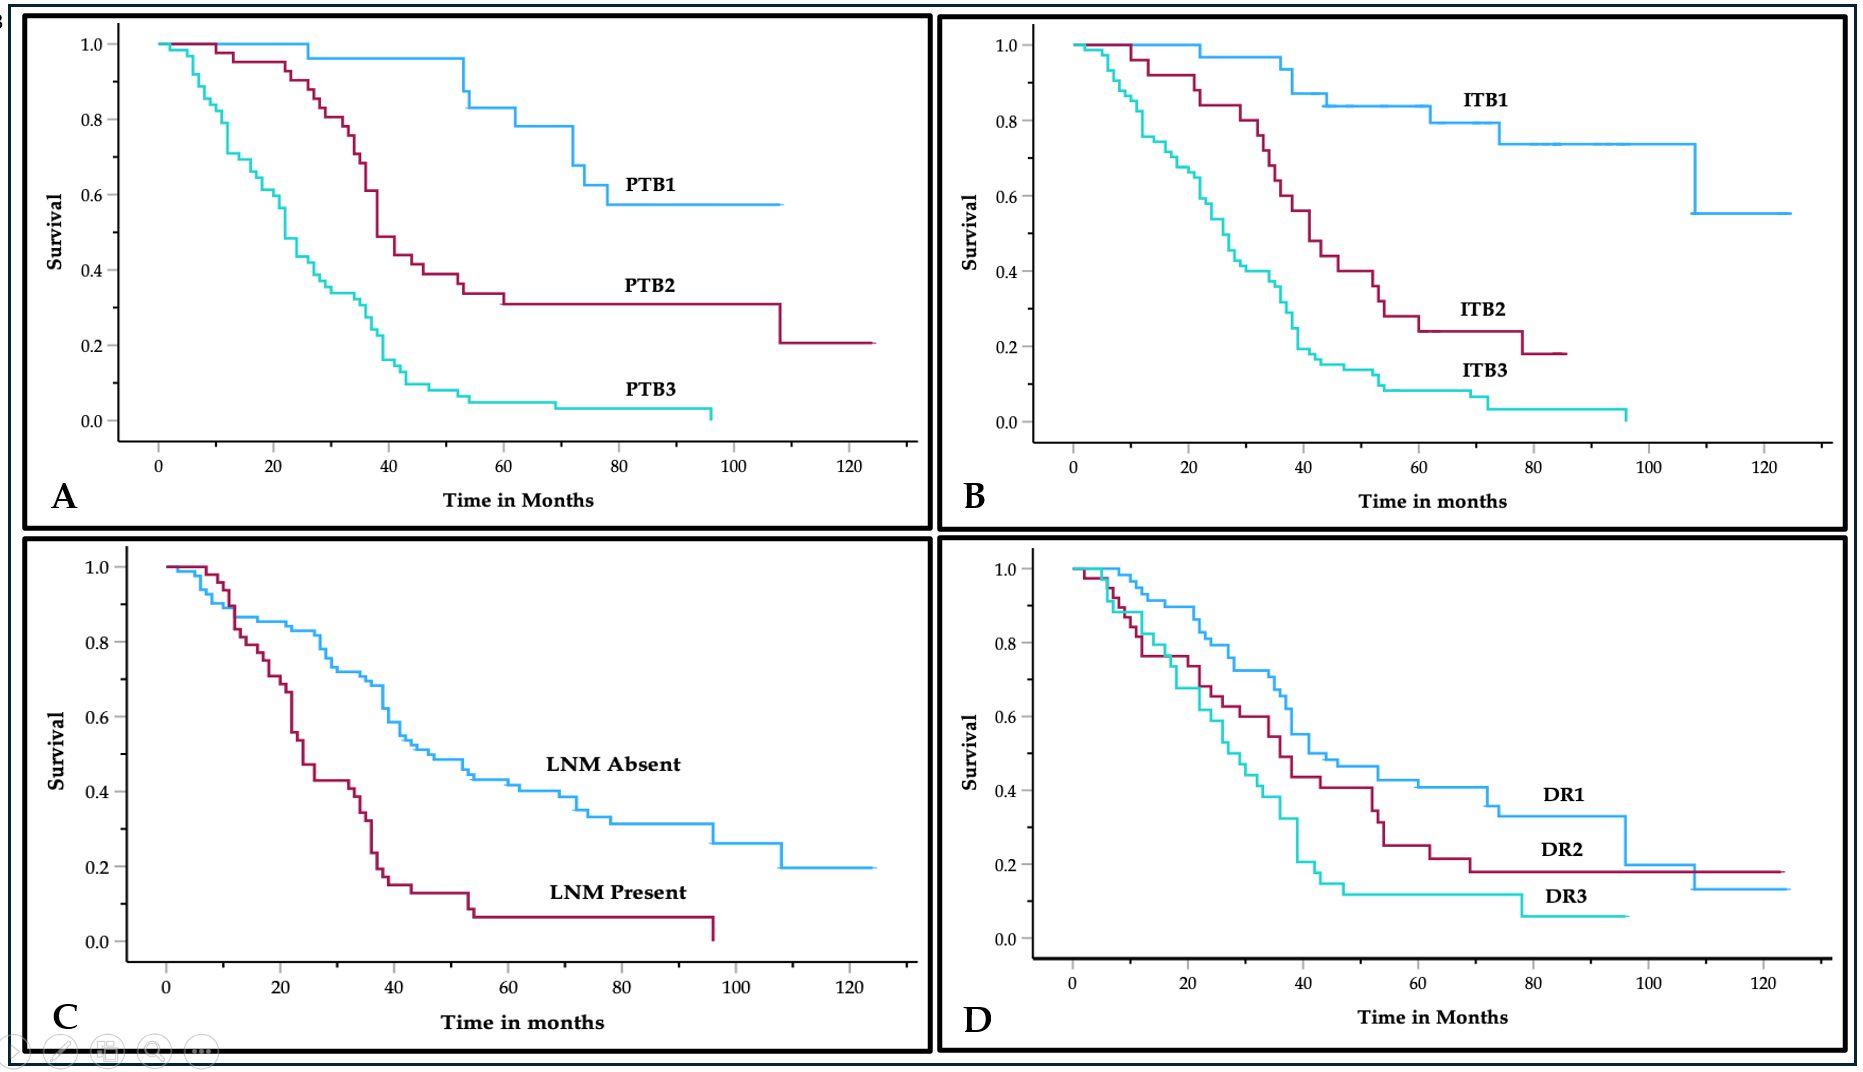 1.0
0.8
0.6
0.4
0.2
0.0
Survival
PTB1
PTB2
PTB3
0 20 40 60 80 100 120
Time in Months
A
1.0
0.8
0.6
0.4
0.2
0.0
Survival
ITB1
ITB2
ITB3
0 20 40 60 80 100 120
Time in months
B
1.0
0.8
0.6
0.4
0.2
0.0
Survival
LNM Absent
LNM Present
0 20 40 60 80 100 120
Time in months
C
1.0
0.8
0.6
0.4
0.2
0.0
Survival
DR1
DR2
DR3
0 20 40 60 80 100 120
Time in Months
D